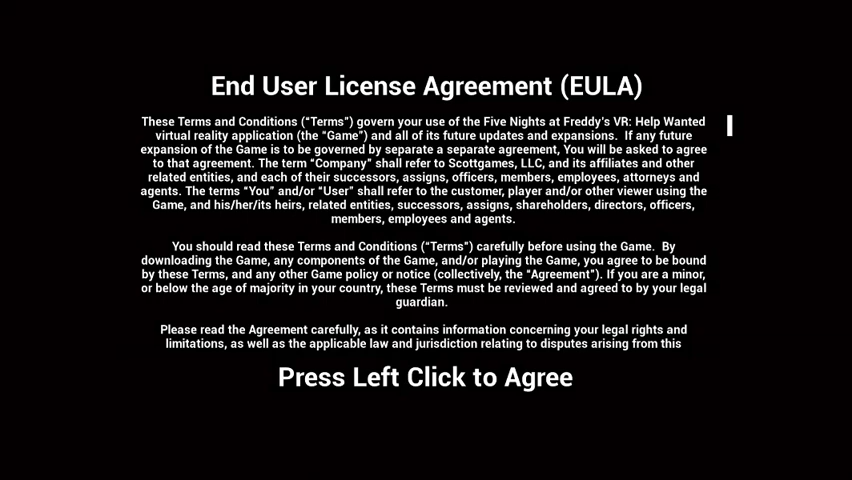 End User License Agreement (EULA)
These Terms and Conditions (“Terms”) govern your use of the Five Nights at Freddy's VR: Help Wanted
virtual reality application (the “Game”) and all of its future updates and expansions.  If any future
expansion of the Game is to be governed by separate a separate agreement, You will be asked to agree
to that agreement. The term “Company” shall refer to Scottgames, LLC, and its affiliates and other
related entities, and each of their successors, assigns, officers, members, employees, attorneys and
agents. The terms “You” and/or “User” shall refer to the customer, player and/or other viewer using the
Game, and his/her/its heirs, related entities, successors, assigns, shareholders, directors, officers,
members, employees and agents.
You should read these Terms and Conditions (“Terms”) carefully before using the Game.  By
downloading the Game, any components of the Game, and/or playing the Game, you agree to be bound
by these Terms, and any other Game policy or notice (collectively, the “Agreement”). If you are a minor,
or below the age of majority in your country, these Terms must be reviewed and agreed to by your legal
guardian.
Please read the Agreement carefully, as it contains information concerning your legal rights and
limitations, as well as the applicable law and jurisdiction relating to disputes arising from this
Press Left Click to Agree